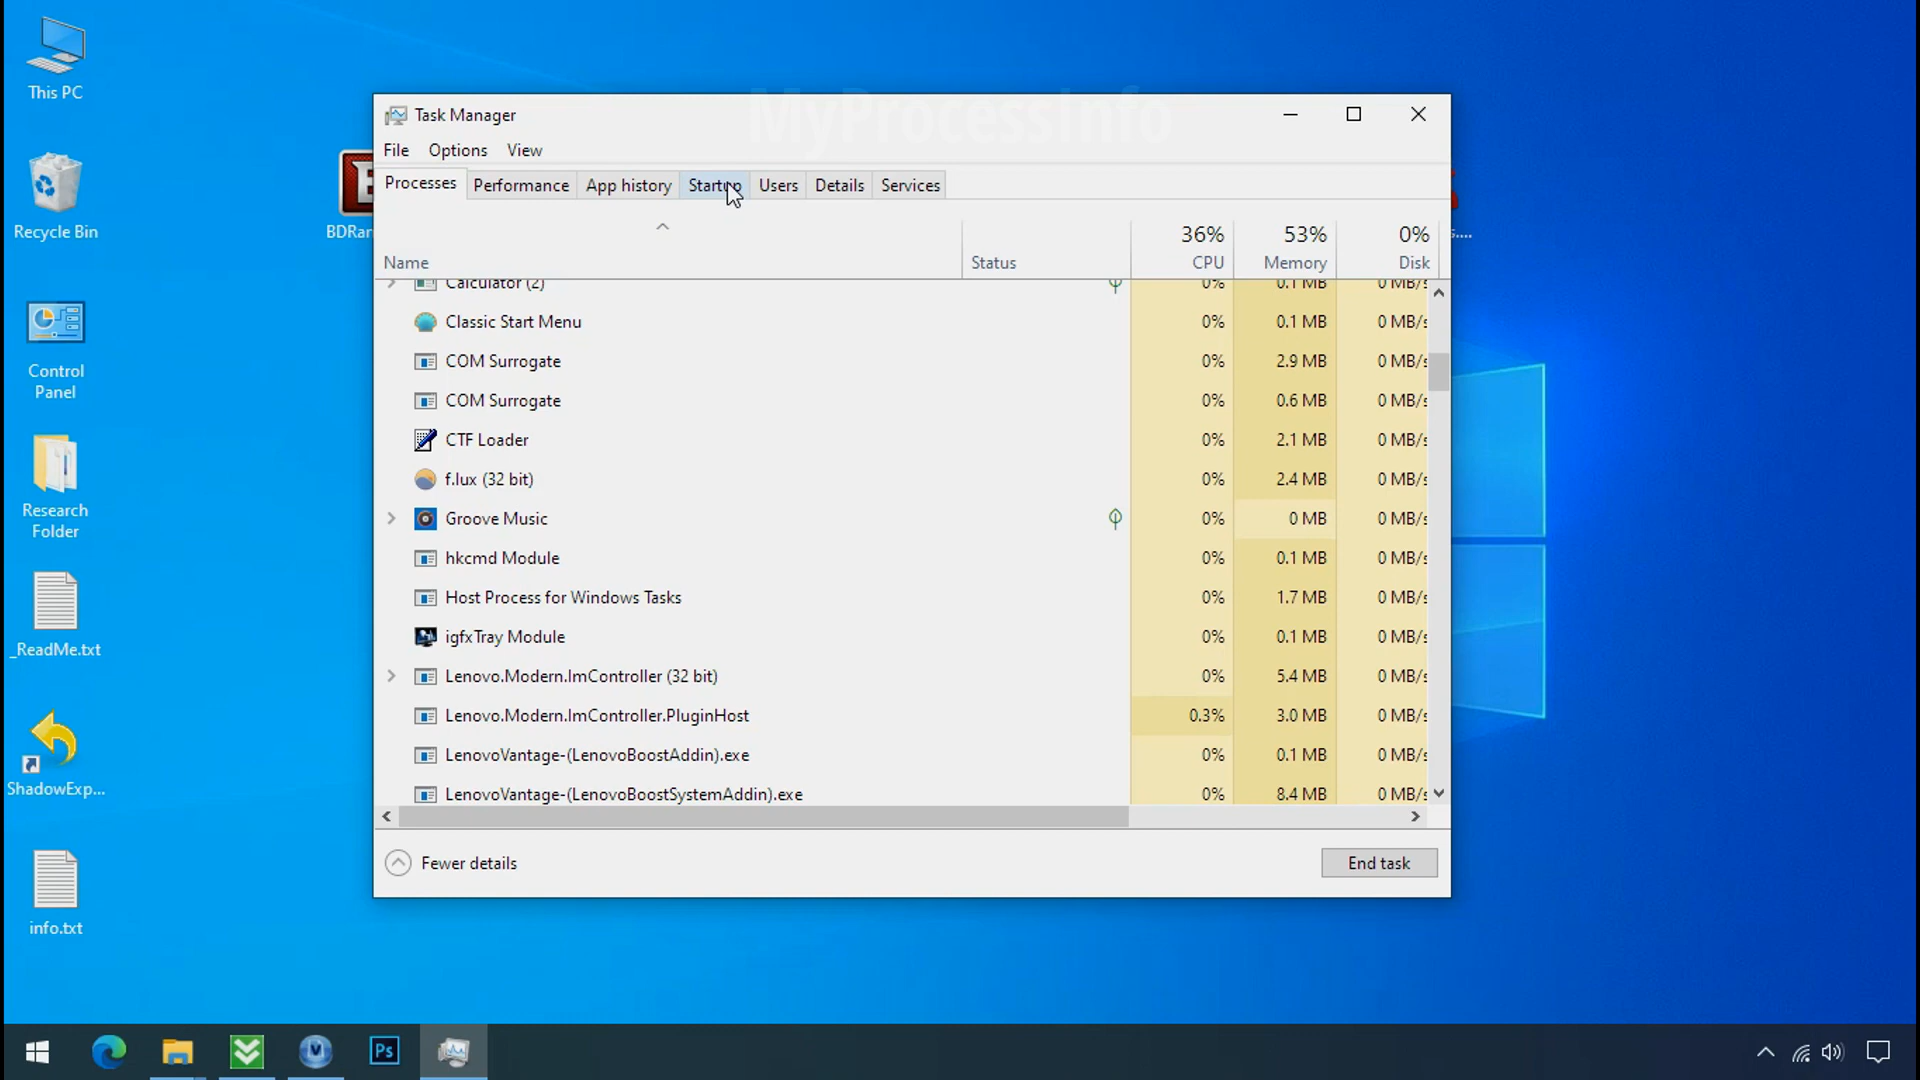 This PC
Recycle Bin
Control
Panel
Research
Folder
_ReadMe.txt
ShadowExp...
info.txt
BDRan
MyProcessInfo
Task Manager
File Options View
Processes Performance App history Startup Users Details Services
36% 53% 0%
Name Status CPU Memory Disk
Calculator (2) 0% 0.1 MB 0 MB/s
Classic Start Menu 0% 0.1 MB 0 MB/s
COM Surrogate 0% 2.9 MB 0 MB/s
COM Surrogate 0% 0.6 MB 0 MB/s
CTF Loader 0% 2.1 MB 0 MB/s
f.lux (32 bit) 0% 2.4 MB 0 MB/s
Groove Music 0% 0 MB 0 MB/s
hkcmd Module 0% 0.1 MB 0 MB/s
Host Process for Windows Tasks 0% 1.7 MB 0 MB/s
igfxTray Module 0% 0.1 MB 0 MB/s
Lenovo.Modern.ImController (32 bit) 0% 5.4 MB 0 MB/s
Lenovo.Modern.ImController.PluginHost 0.3% 3.0 MB 0 MB/s
LenovoVantage-(LenovoBoostAddin).exe 0% 0.1 MB 0 MB/s
LenovoVantage-(LenovoBoostSystemAddin).exe 0% 8.4 MB 0 MB/s
Fewer details End task
Ps